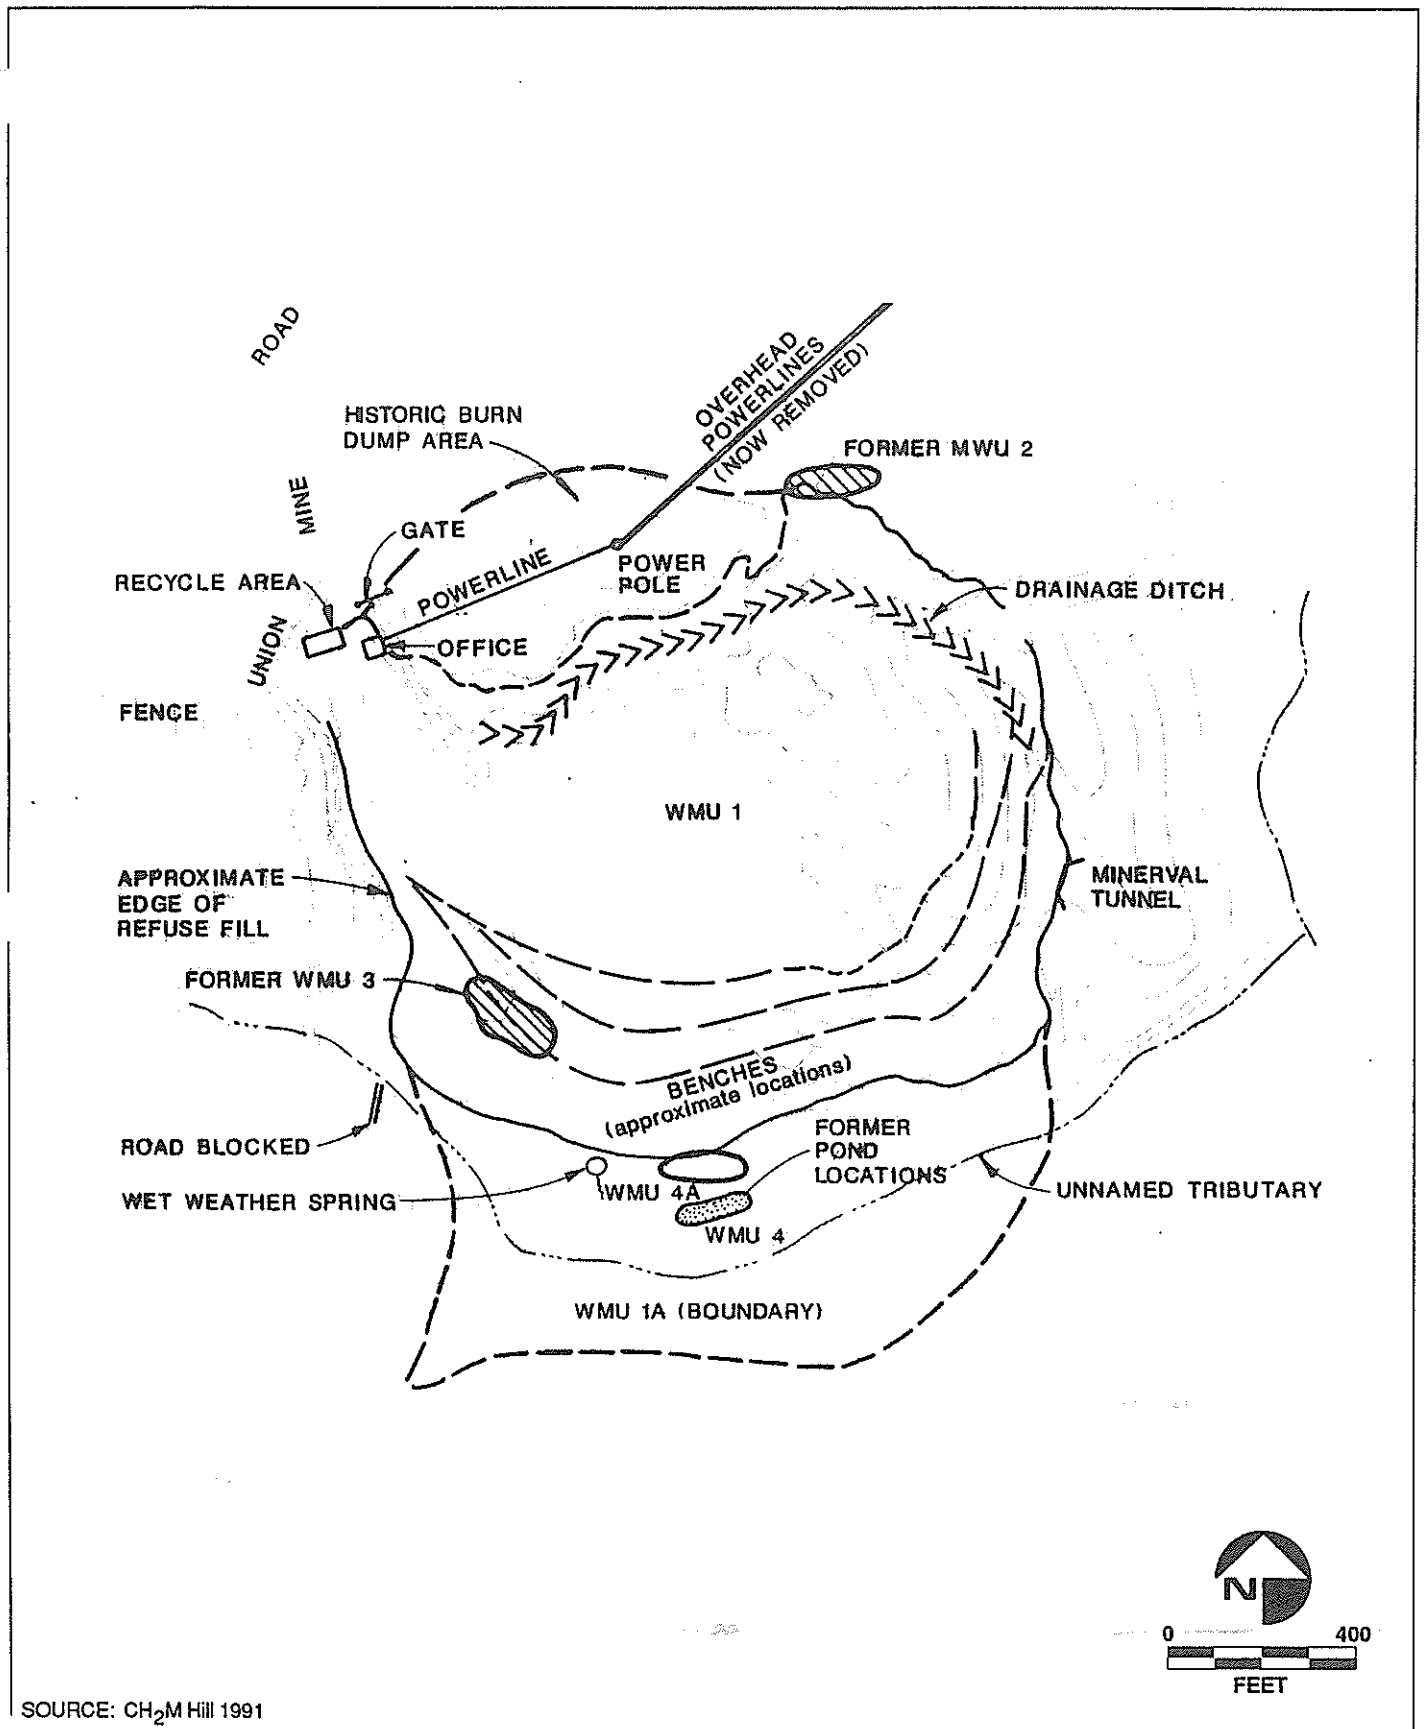 ROAD
MINE
UNION
OVERHEAD
POWERLINES
(NOW REMOVED)
HISTORIC BURN
DUMP AREA
FORMER MWU 2
GATE
RECYCLE AREA
POWERLINE
POWER
POLE
DRAINAGE DITCH
OFFICE
FENCE
WMU 1
APPROXIMATE
EDGE OF
REFUSE FILL
MINERVAL
TUNNEL
FORMER WMU 3
BENCHES
(approximate locations)
ROAD BLOCKED
FORMER
POND
LOCATIONS
WET WEATHER SPRING
WMU 4A
UNNAMED TRIBUTARY
WMU 4
WMU 1A (BOUNDARY)
N
0 400
FEET
SOURCE: CH2M Hill 1991